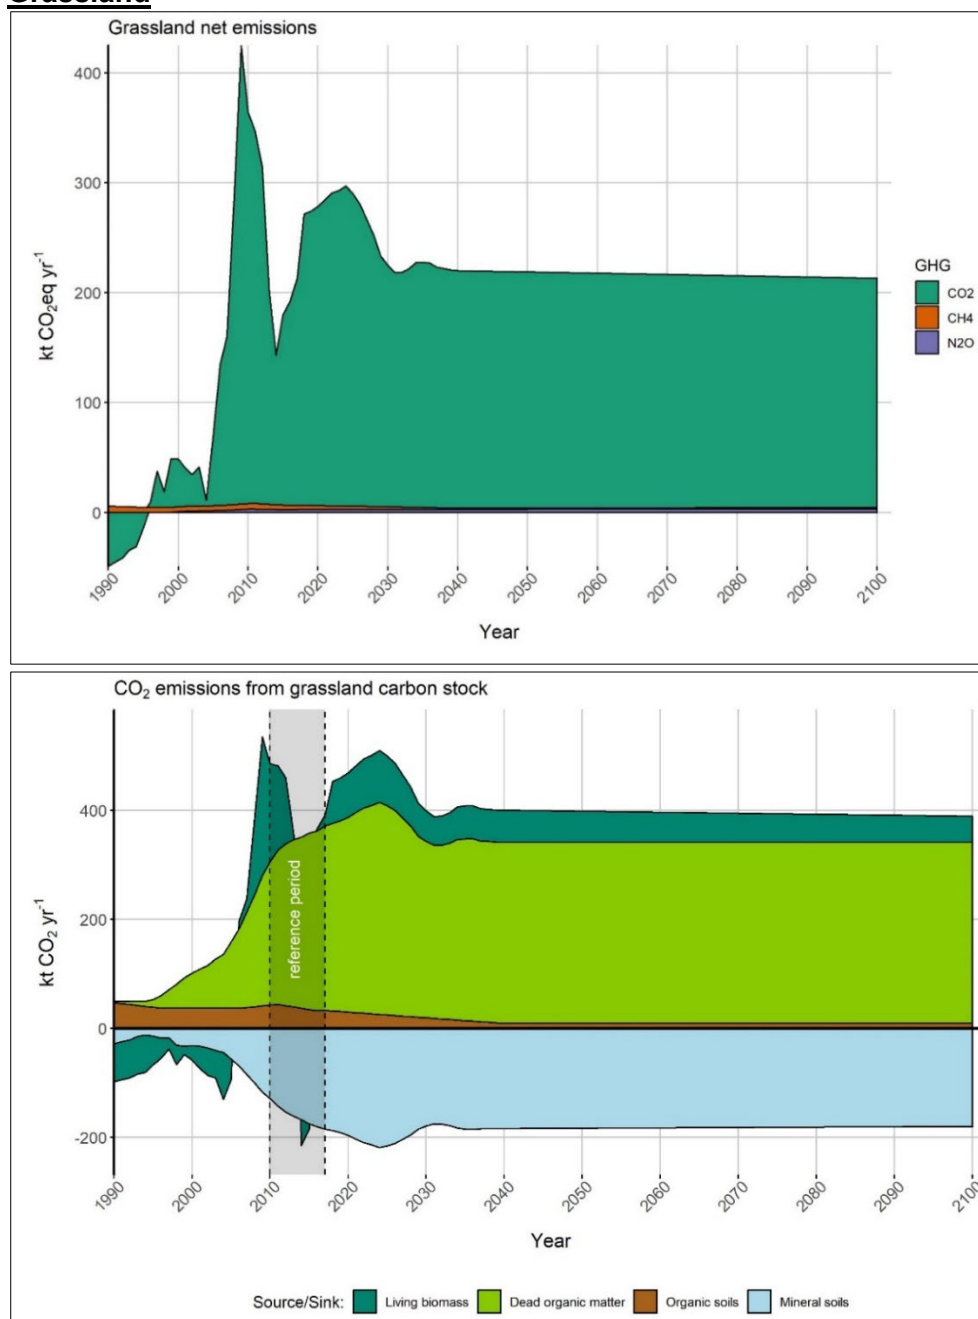 Grassland
Grassland net emissions
400
300
200
100
0
kt CO₂eq yr⁻¹
1990
2000
2010
2020
2030
2040
2050
2060
2070
2080
2090
2100
Year
GHG
CO2
CH4
N2O
CO₂ emissions from grassland carbon stock
400
200
0
-200
kt CO₂ yr⁻¹
reference period
1990
2000
2010
2020
2030
2040
2050
2060
2070
2080
2090
2100
Year
Source/Sink: Living biomass Dead organic matter Organic soils Mineral soils